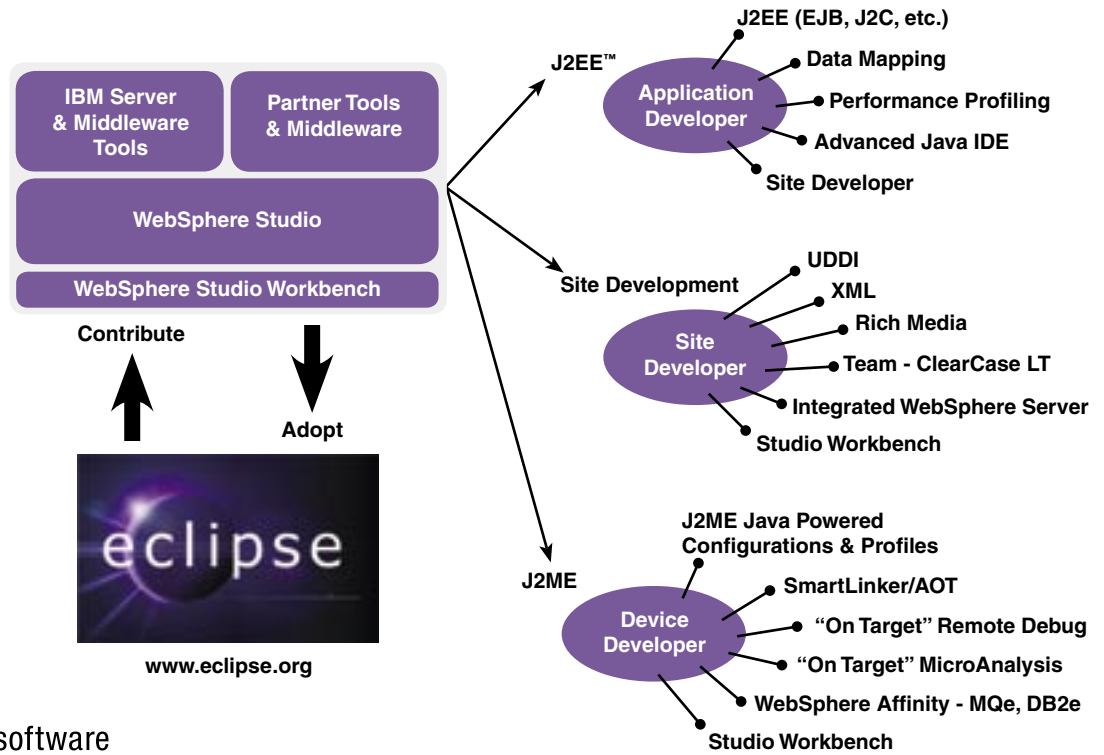 IBM Server
& Middleware
Tools
Partner Tools
& Middleware
WebSphere Studio
WebSphere Studio Workbench
Contribute
Adopt
eclipse
www.eclipse.org
software
J2EE™
Application
Developer
J2EE (EJB, J2C, etc.)
Data Mapping
Performance Profiling
Advanced Java IDE
Site Developer
Site Development
Site
Developer
UDDI
XML
Rich Media
Team - ClearCase LT
Integrated WebSphere Server
Studio Workbench
J2ME
Device
Developer
J2ME Java Powered
Configurations & Profiles
SmartLinker/AOT
“On Target” Remote Debug
“On Target” MicroAnalysis
WebSphere Affinity - MQe, DB2e
Studio Workbench